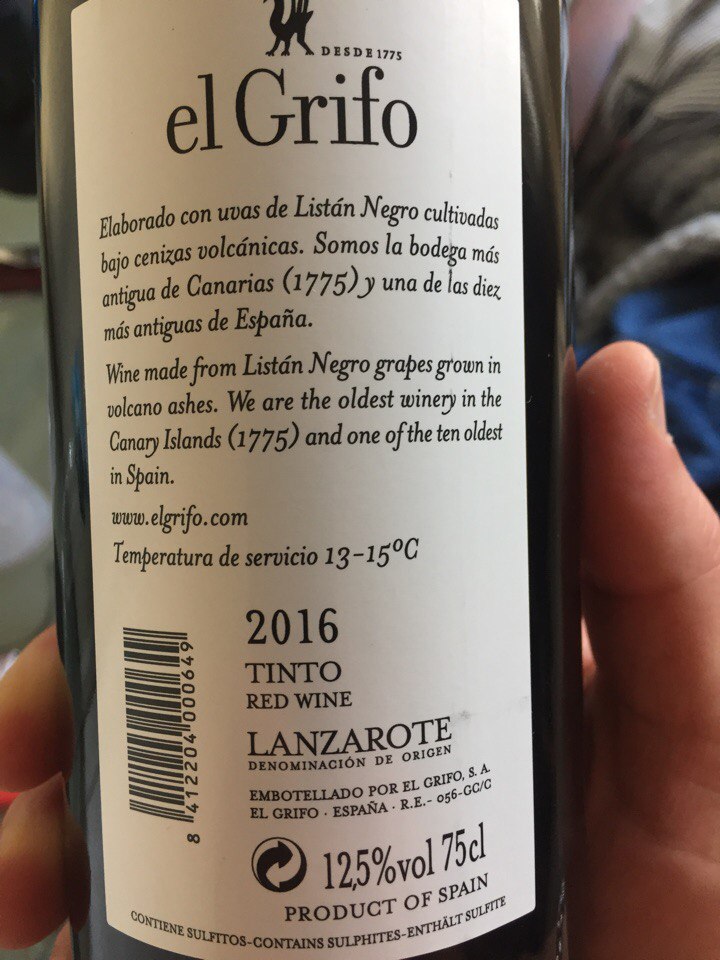 DESDE 1775
el Grifo
Elaborado con uvas de Listán Negro cultivadas
bajo cenizas volcánicas. Somos la bodega más
antigua de Canarias (1775) y una de las diez
más antiguas de España.
Wine made from Listán Negro grapes grown in
volcano ashes. We are the oldest winery in the
Canary Islands (1775) and one of the ten oldest
in Spain.
www.elgrifo.com
Temperatura de servicio 13-15ºC
2016
TINTO
RED WINE
LANZAROTE
DENOMINACIÓN DE ORIGEN
EMBOTELLADO POR EL GRIFO, S. A.
EL GRIFO · ESPAÑA · R.E.- 056-GC/C
12,5%vol 75cl
PRODUCT OF SPAIN
CONTIENE SULFITOS-CONTAINS SULPHITES-ENTHÄLT SULFITE
8 412204 000649